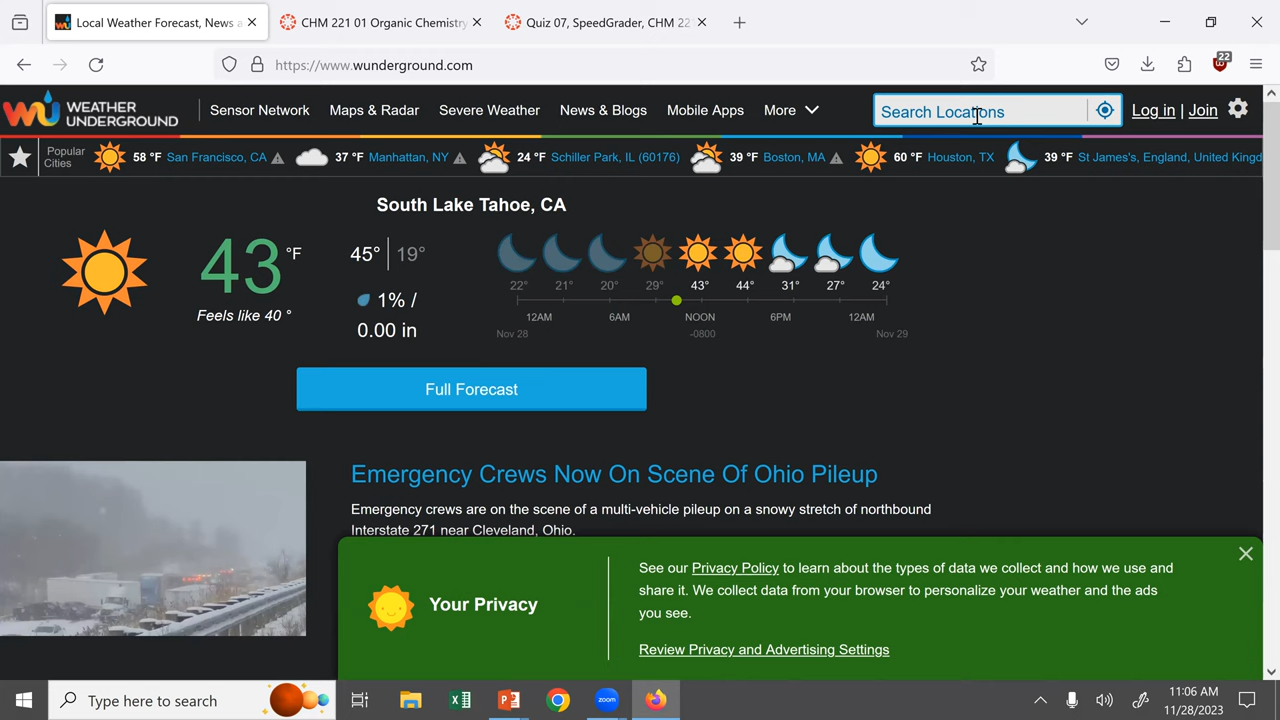 Local Weather Forecast, News a
CHM 221 01 Organic Chemistry
Quiz 07, SpeedGrader, CHM 22
https://www.wunderground.com
22
WEATHER
UNDERGROUND
Sensor Network
Maps & Radar
Severe Weather
News & Blogs
Mobile Apps
More
Search Locations
Log in | Join
Popular
Cities
58 °F San Francisco, CA
37 °F Manhattan, NY
24 °F Schiller Park, IL (60176)
39 °F Boston, MA
60 °F Houston, TX
39 °F St James's, England, United Kingd
South Lake Tahoe, CA
43 °F
Feels like 40 °
45° | 19°
1% /
0.00 in
22° 21° 20° 29° 43° 44° 31° 27° 24°
12AM 6AM NOON 6PM 12AM
Nov 28 -0800 Nov 29
Full Forecast
Emergency Crews Now On Scene Of Ohio Pileup
Emergency crews are on the scene of a multi-vehicle pileup on a snowy stretch of northbound
Interstate 271 near Cleveland, Ohio.
Your Privacy
See our Privacy Policy to learn about the types of data we collect and how we use and
share it. We collect data from your browser to personalize your weather and the ads
you see.
Review Privacy and Advertising Settings
Type here to search
zoom
11:06 AM
11/28/2023